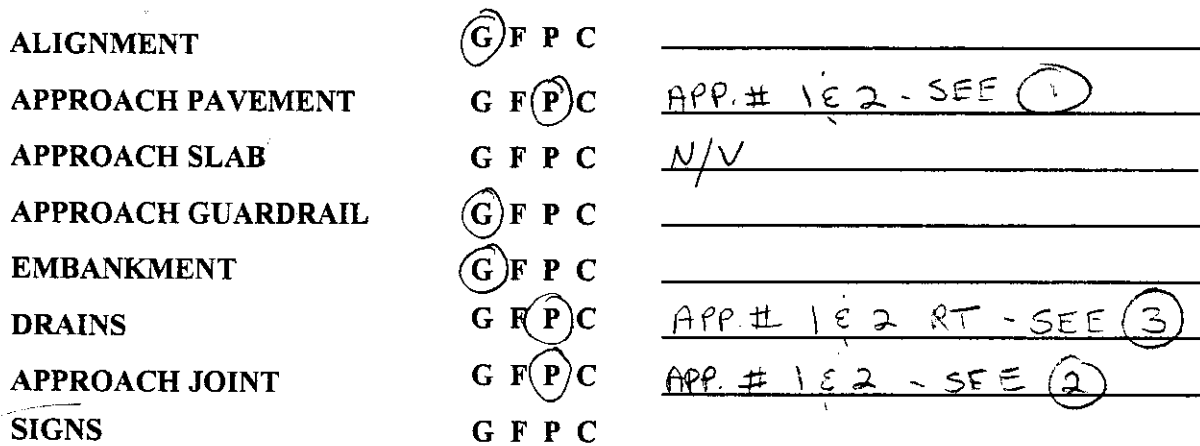 ALIGNMENT G F P C
APPROACH PAVEMENT G F P C APP. # 1 & 2 - SEE 1
APPROACH SLAB G F P C N/V
APPROACH GUARDRAIL G F P C
EMBANKMENT G F P C
DRAINS G F P C APP. # 1 & 2 RT - SEE 3
APPROACH JOINT G F P C APP. # 1 & 2 - SEE 2
SIGNS G F P C